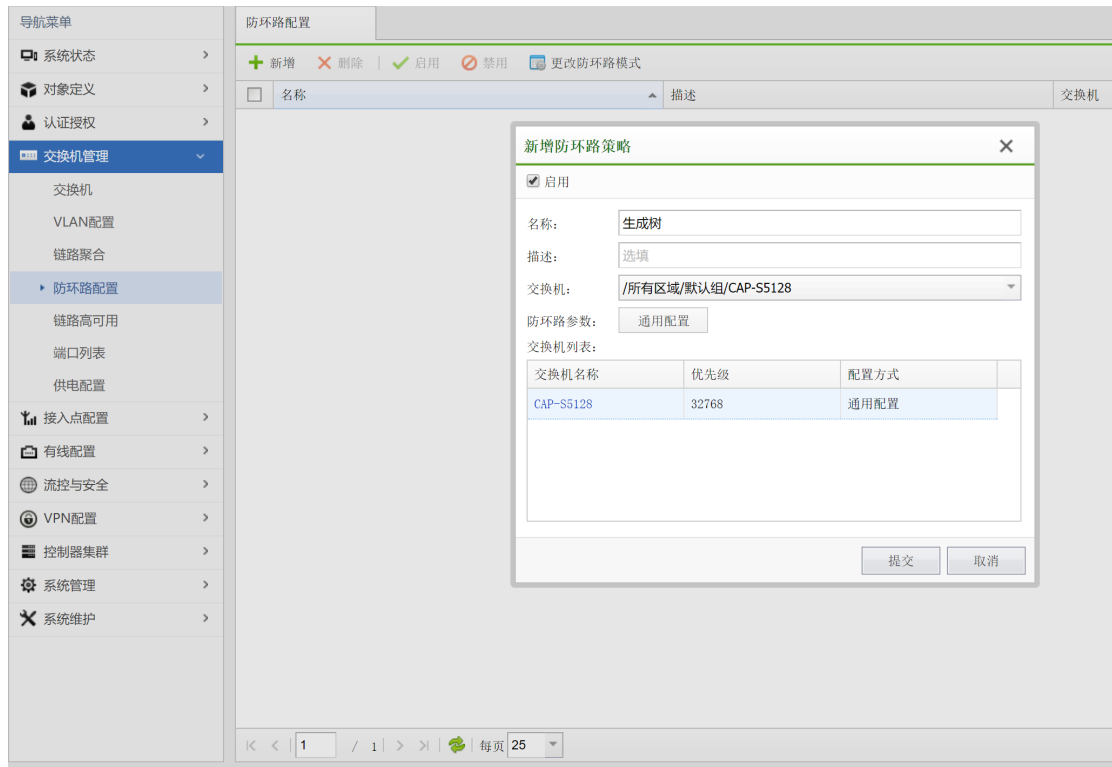 导航菜单
系统状态
对象定义
认证授权
交换机管理
交换机
VLAN配置
链路聚合
防环路配置
链路高可用
端口列表
供电配置
接入点配置
有线配置
流控与安全
VPN配置
控制器集群
系统管理
系统维护
防环路配置
新增 删除 启用 禁用 更改防环路模式
名称 描述 交换机
新增防环路策略
启用
名称: 生成树
描述: 选填
交换机: /所有区域/默认组/CAP-S5128
防环路参数: 通用配置
交换机列表:
交换机名称 优先级 配置方式
CAP-S5128 32768 通用配置
提交 取消
1 / 1 每页 25